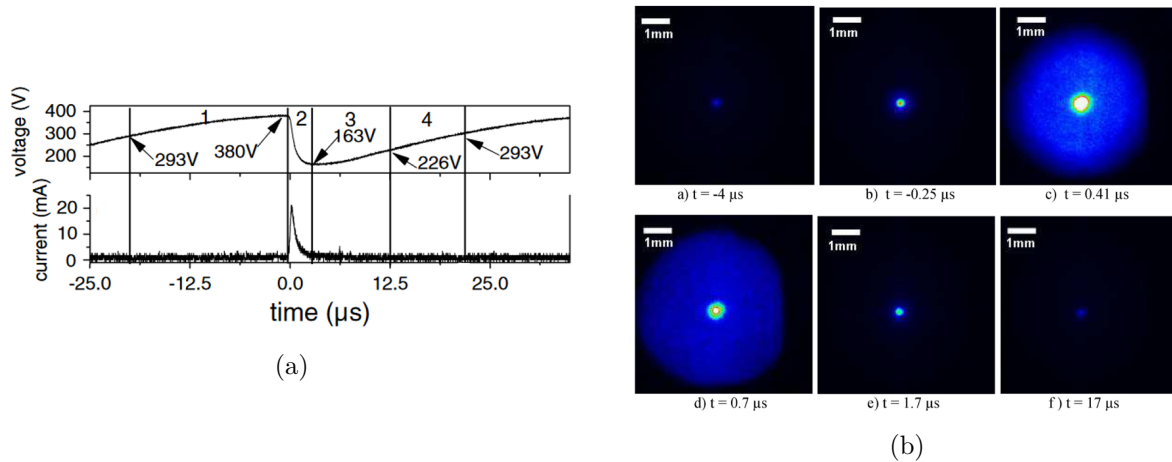 voltage (V)
400
300
200
1
2
3
4
293V
380V
163V
226V
293V
current (mA)
20
10
0
-25.0
-12.5
0.0
12.5
25.0
time (µs)
(a)
1mm
1mm
1mm
a) t = -4 µs
b) t = -0.25 µs
c) t = 0.41 µs
1mm
1mm
1mm
d) t = 0.7 µs
e) t = 1.7 µs
f) t = 17 µs
(b)